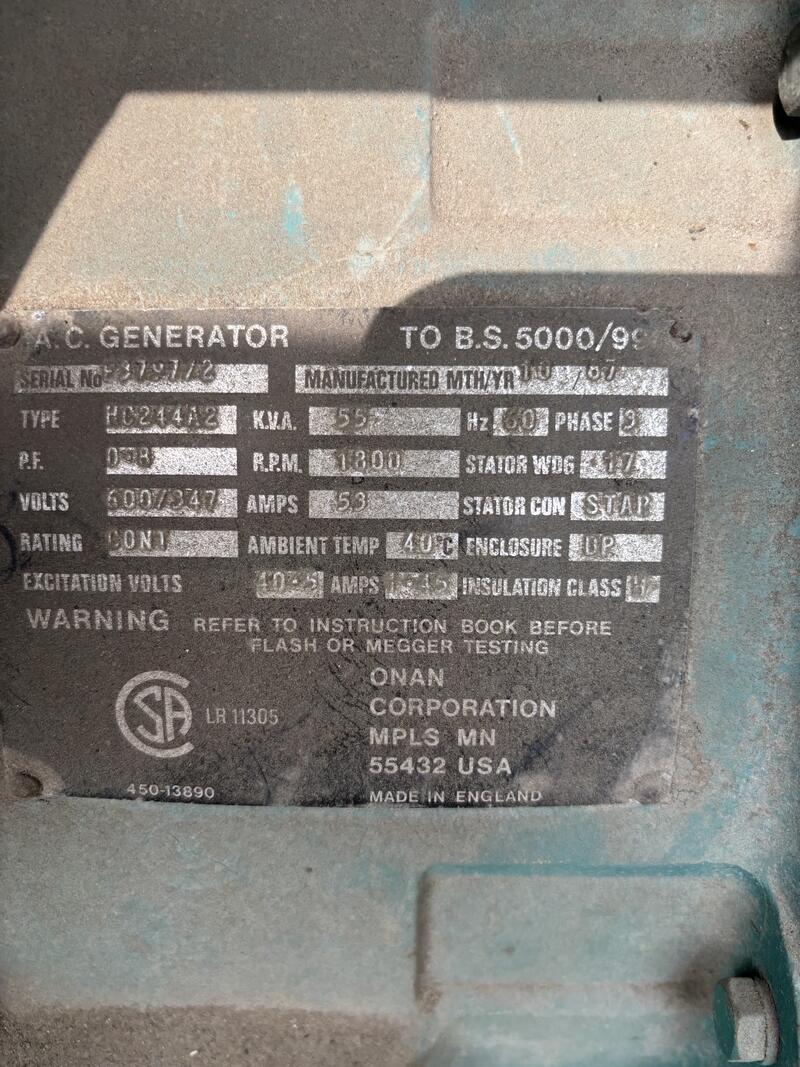 A.C. GENERATOR TO B.S. 5000/99
SERIAL No MANUFACTURED MTH/YR 10 /87
TYPE HC244A2 K.V.A. 55 Hz 60 PHASE 3
P.F. 0.8 R.P.M. 1800 STATOR WDG 17
VOLTS 600/347 AMPS 53 STATOR CON STAR
RATING CONT AMBIENT TEMP 40°C ENCLOSURE DP
EXCITATION VOLTS AMPS INSULATION CLASS H
WARNING REFER TO INSTRUCTION BOOK BEFORE
FLASH OR MEGGER TESTING
SA LR 11305
ONAN
CORPORATION
MPLS MN
55432 USA
450-13890 MADE IN ENGLAND